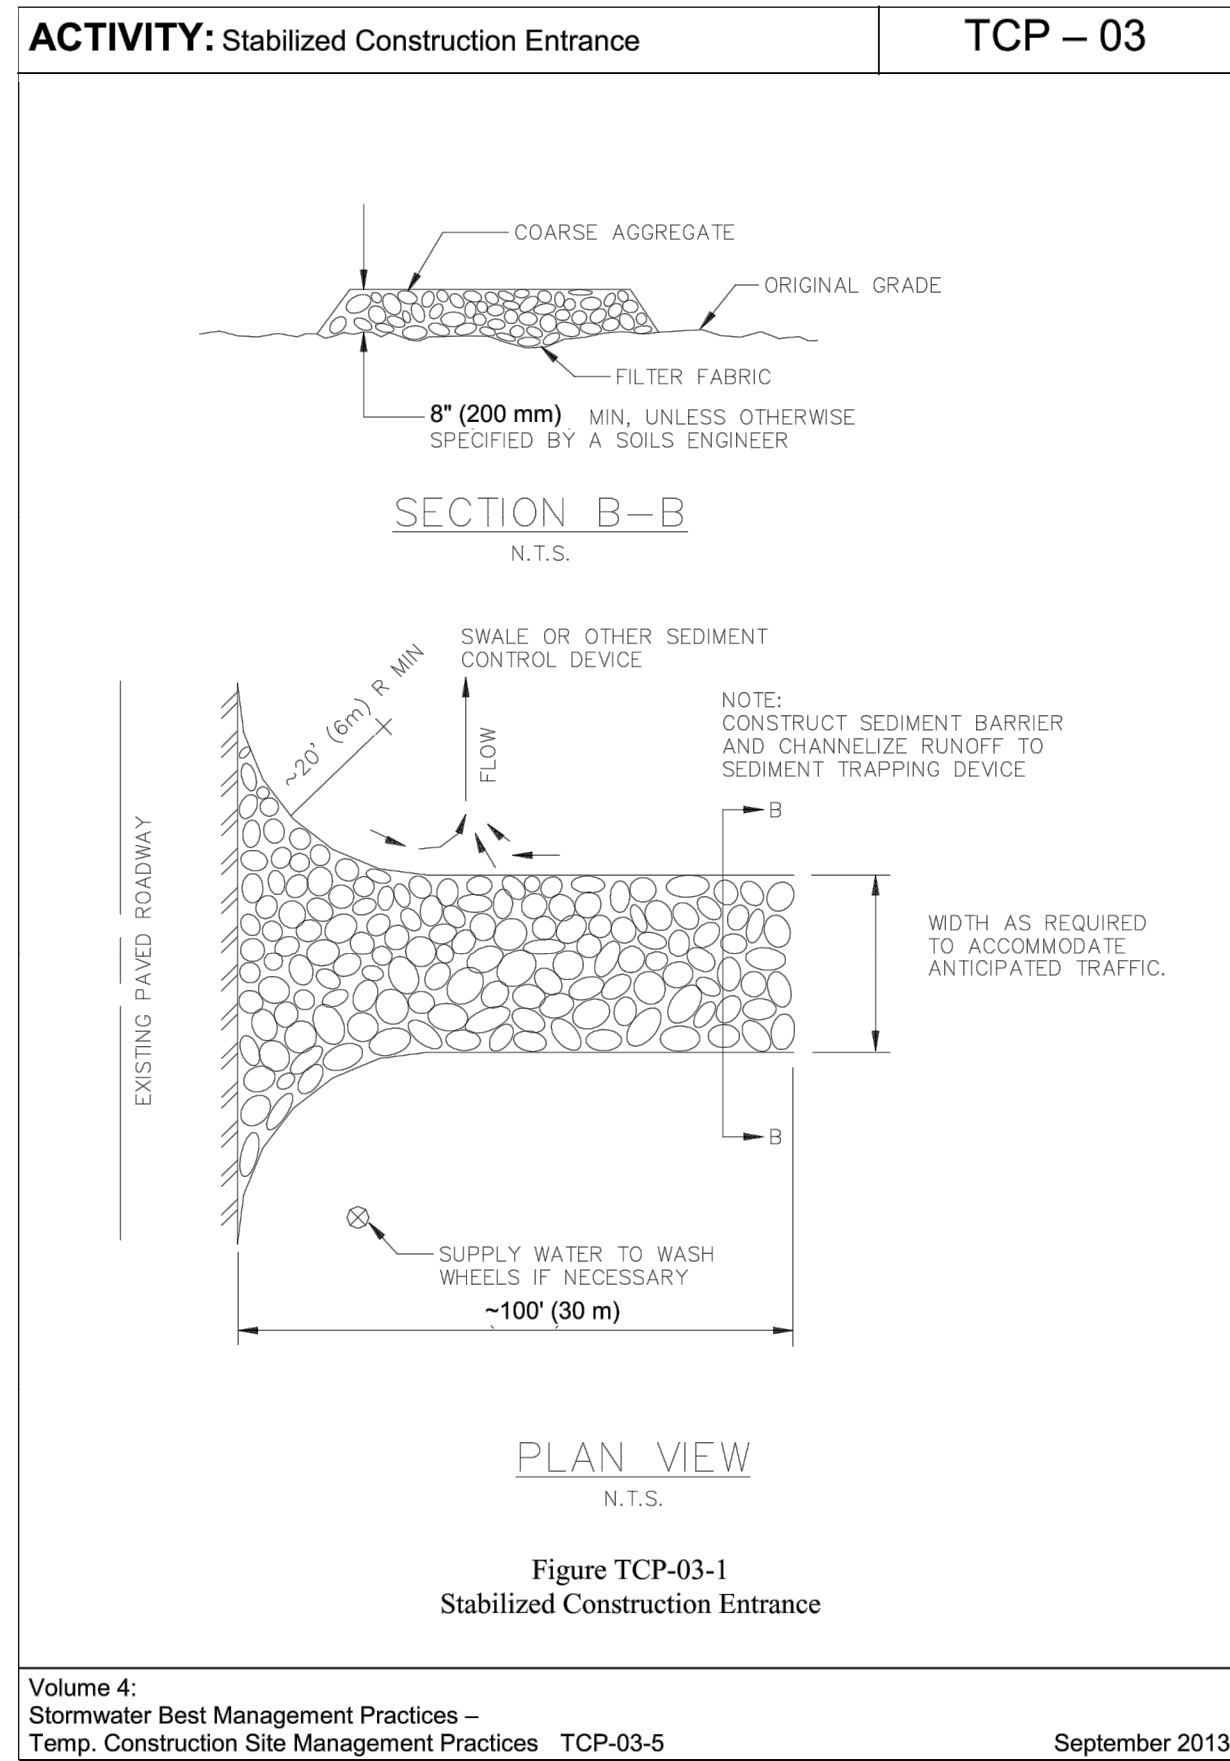 ACTIVITY: Stabilized Construction Entrance
TCP – 03
COARSE AGGREGATE
ORIGINAL GRADE
FILTER FABRIC
8" (200 mm) MIN, UNLESS OTHERWISE
SPECIFIED BY A SOILS ENGINEER
SECTION B–B
N.T.S.
SWALE OR OTHER SEDIMENT
CONTROL DEVICE
~20' (6m) R MIN
FLOW
NOTE:
CONSTRUCT SEDIMENT BARRIER
AND CHANNELIZE RUNOFF TO
SEDIMENT TRAPPING DEVICE
B
EXISTING PAVED ROADWAY
WIDTH AS REQUIRED
TO ACCOMMODATE
ANTICIPATED TRAFFIC.
B
SUPPLY WATER TO WASH
WHEELS IF NECESSARY
~100' (30 m)
PLAN VIEW
N.T.S.
Figure TCP-03-1
Stabilized Construction Entrance
Volume 4:
Stormwater Best Management Practices –
Temp. Construction Site Management Practices TCP-03-5
September 2013